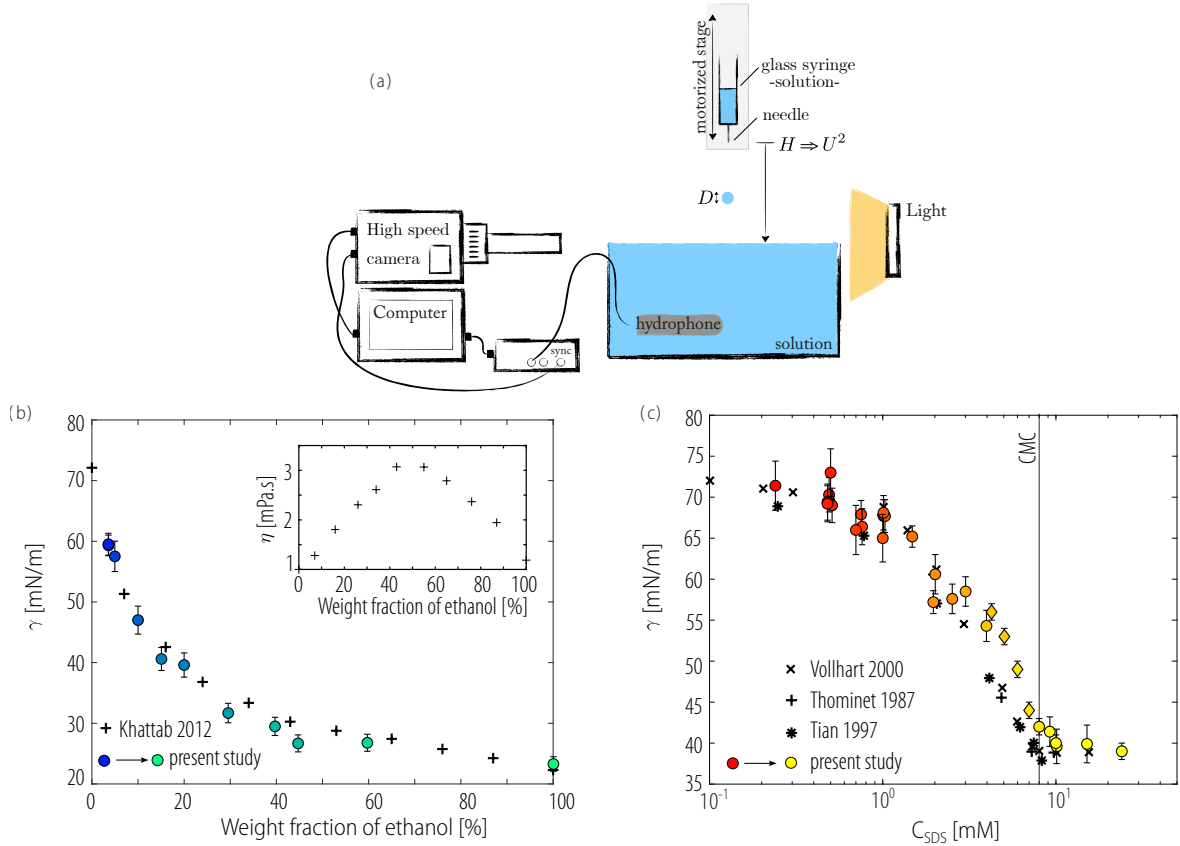 (a)
motorized stage
glass syringe
-solution-
needle
H ⇒ U²
D
Light
High speed
camera
Computer
sync
hydrophone
solution
(b)
80
70
60
50
40
30
20
γ [mN/m]
0
20
40
60
80
100
Weight fraction of ethanol [%]
Khattab 2012
present study
3
2
1
η [mPa.s]
0
20
40
60
80
100
Weight fraction of ethanol [%]
(c)
80
75
70
65
60
55
50
45
40
35
γ [mN/m]
CMC
Vollhart 2000
Thominet 1987
Tian 1997
present study
10⁻¹
10⁰
10¹
C_SDS [mM]